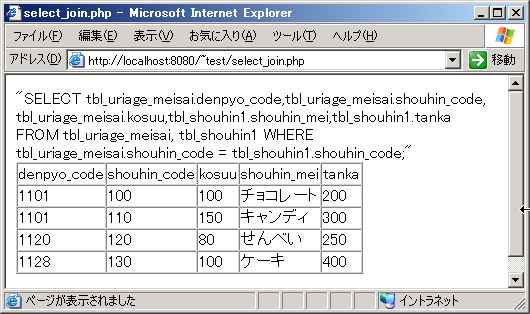 select_join.php - Microsoft Internet Explorer
ファイル(F) 編集(E) 表示(V) お気に入り(A) ツール(T) ヘルプ(H)
アドレス(D) http://localhost:8080/~test/select_join.php 移動
"SELECT tbl_uriage_meisai.denpyo_code,tbl_uriage_meisai.shouhin_code,
tbl_uriage_meisai.kosuu,tbl_shouhin1.shouhin_mei,tbl_shouhin1.tanka
FROM tbl_uriage_meisai, tbl_shouhin1 WHERE
tbl_uriage_meisai.shouhin_code = tbl_shouhin1.shouhin_code;"
denpyo_code shouhin_code kosuu shouhin_mei tanka
1101 100 100 チョコレート 200
1101 110 150 キャンディ 300
1120 120 80 せんべい 250
1128 130 100 ケーキ 400
ページが表示されました イントラネット